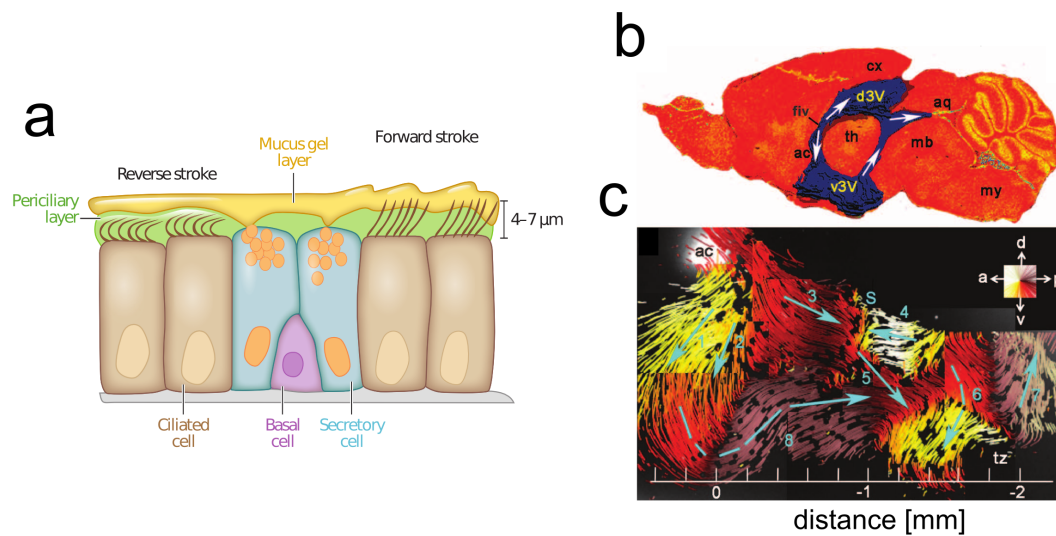 a
Reverse stroke
Mucus gel
layer
Forward stroke
Periciliary
layer
4–7 µm
Ciliated
cell
Basal
cell
Secretory
cell
b
cx
d3V
fiv
aq
th
ac
mb
v3V
my
c
ac
d
a
p
v
S
3
4
1
2
5
6
7
8
tz
0
-1
-2
distance [mm]